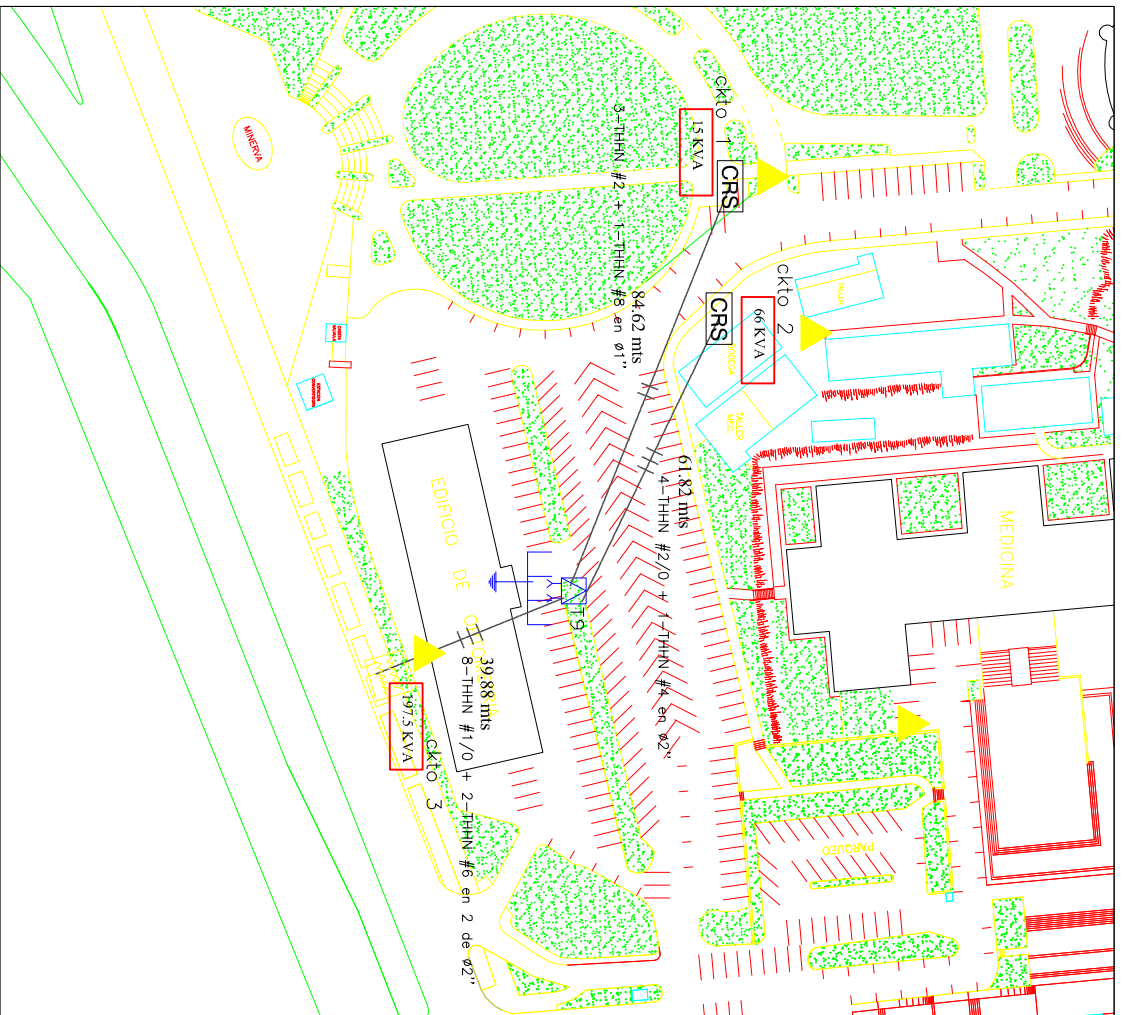 ckto 1
15 KVA
CRS
3-THHN #2 + 1-THHN #8 en ø1"
84.62 mts
ckto 2
66 KVA
CRS
61.82 mts
4-THHN #2/0 + 1-THHN #4 en ø2"
T9
39.88 mts
8-THHN #1/0 + 2-THHN #6 en 2 de ø2"
ckto 3
197.5 KVA
MINERVA
EDIFICIO DE
MEDICINA
PARQUEO
TALLER
BODEGA